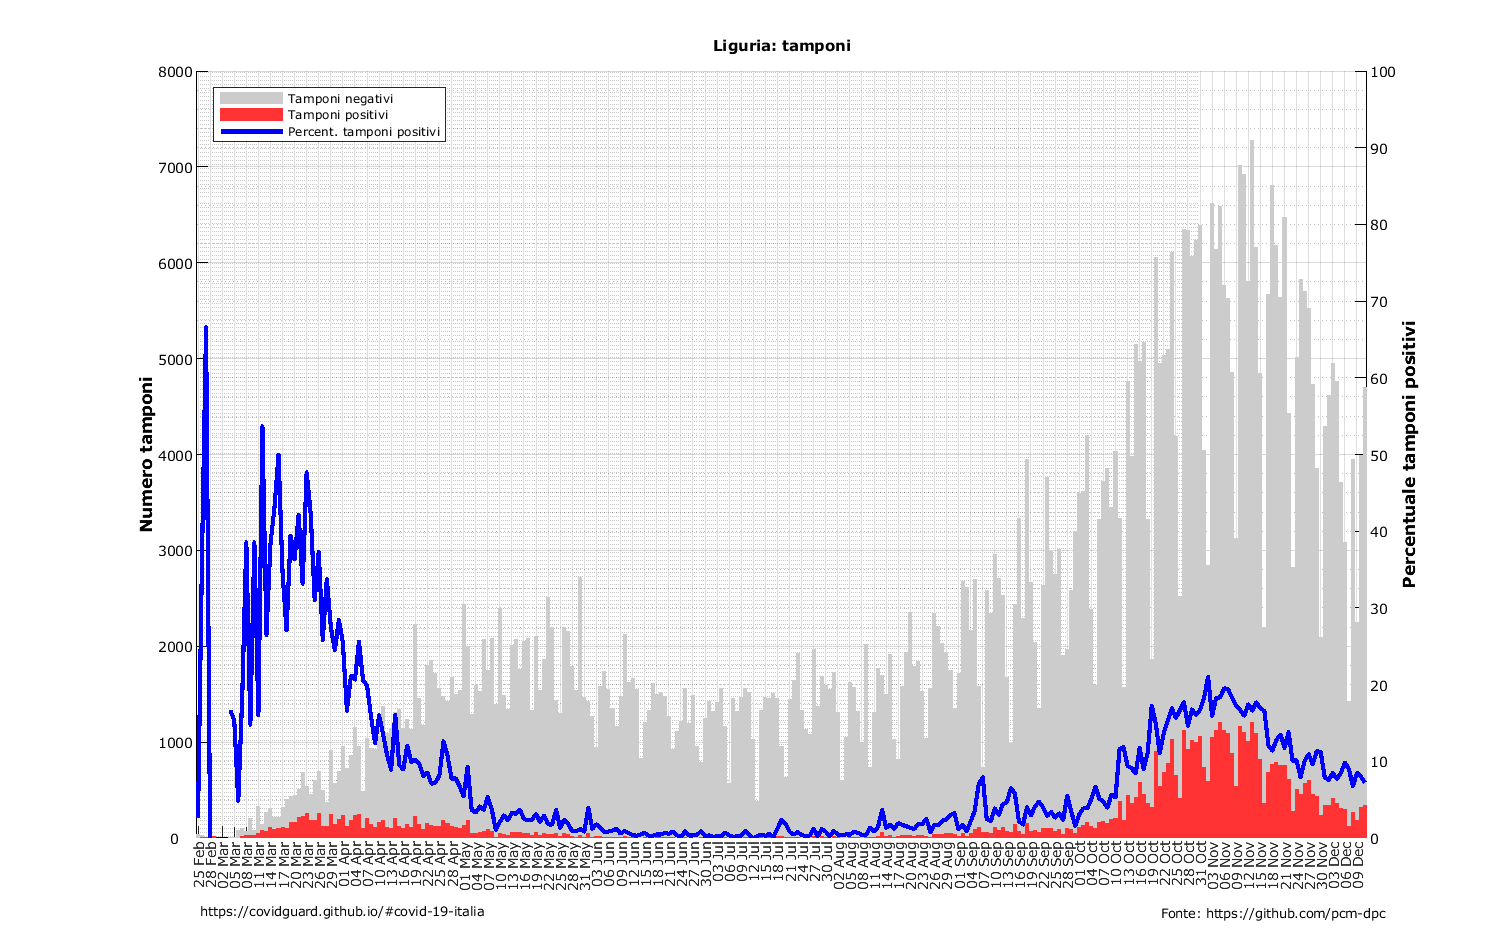 Liguria: tamponi
Tamponi negativi
Tamponi positivi
Percent. tamponi positivi
Numero tamponi
8000
7000
6000
5000
4000
3000
2000
1000
0
Percentuale tamponi positivi
100
90
80
70
60
50
40
30
20
10
0
25 Feb
28 Feb
02 Mar
05 Mar
08 Mar
11 Mar
14 Mar
17 Mar
20 Mar
23 Mar
26 Mar
29 Mar
01 Apr
04 Apr
07 Apr
10 Apr
13 Apr
16 Apr
19 Apr
22 Apr
25 Apr
28 Apr
01 May
04 May
07 May
10 May
13 May
16 May
19 May
22 May
25 May
28 May
31 May
03 Jun
06 Jun
09 Jun
12 Jun
15 Jun
18 Jun
21 Jun
24 Jun
27 Jun
30 Jun
03 Jul
06 Jul
09 Jul
12 Jul
15 Jul
18 Jul
21 Jul
24 Jul
27 Jul
30 Jul
02 Aug
05 Aug
08 Aug
11 Aug
14 Aug
17 Aug
20 Aug
23 Aug
26 Aug
29 Aug
01 Sep
04 Sep
07 Sep
10 Sep
13 Sep
16 Sep
19 Sep
22 Sep
25 Sep
28 Sep
01 Oct
04 Oct
07 Oct
10 Oct
13 Oct
16 Oct
19 Oct
22 Oct
25 Oct
28 Oct
31 Oct
03 Nov
06 Nov
09 Nov
12 Nov
15 Nov
18 Nov
21 Nov
24 Nov
27 Nov
30 Nov
03 Dec
06 Dec
09 Dec
https://covidguard.github.io/#covid-19-italia
Fonte: https://github.com/pcm-dpc